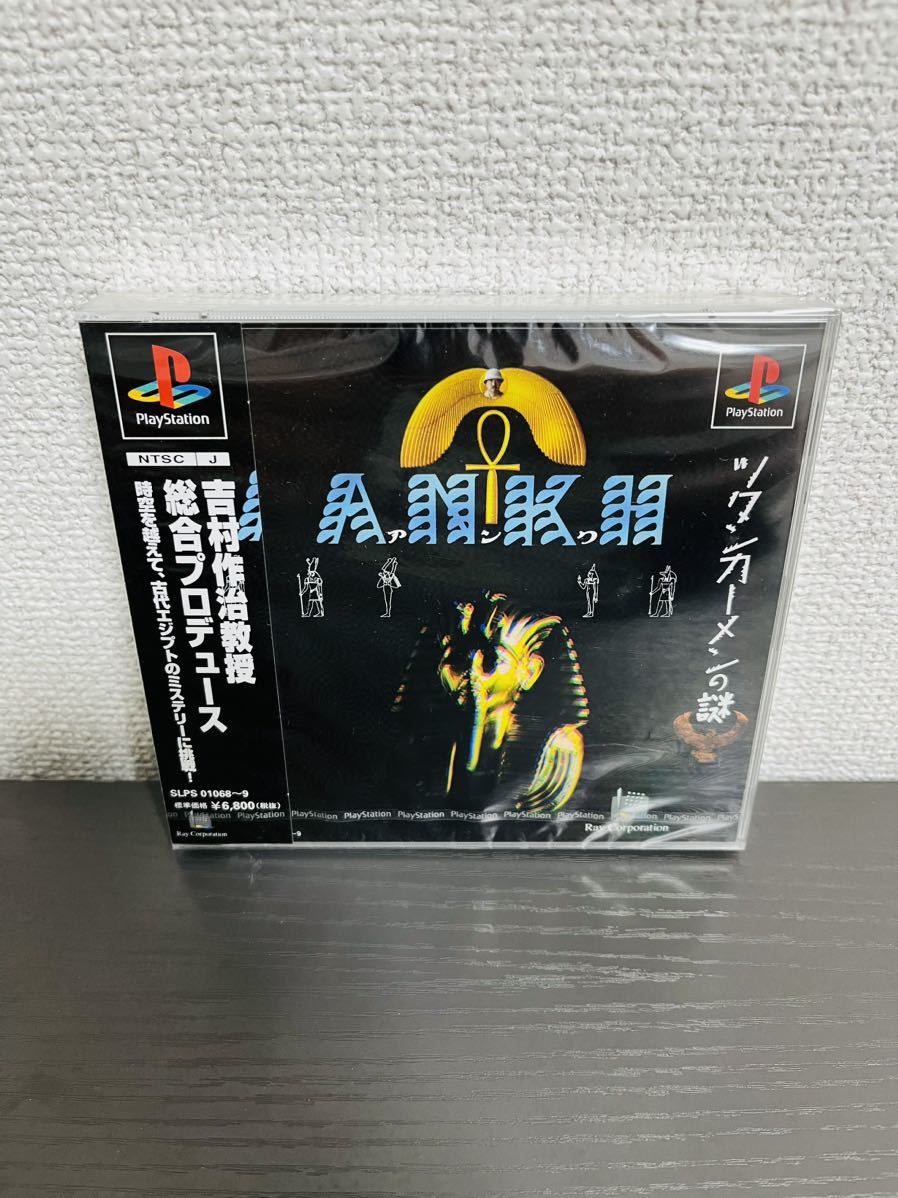 PlayStation
NTSC J
吉村作治教授
総合プロデュース
時空を越えて、古代エジプトのミステリーに挑戦!
SLPS 01068〜9
標準価格 ¥6,800(税抜)
Ray Corporation
PlayStation
ANKH
アンク
ツタンカーメンの謎
PlayStation PlayStation PlayStation PlayStation PlayStation PlayStation PlayStation PlayStation PlayStation
-9
Ray Corporation